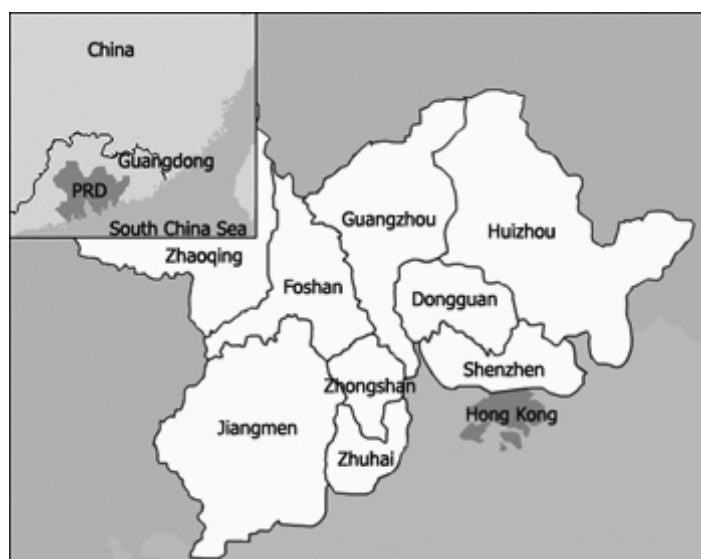 China
Guangdong
PRD
South China Sea
Zhaoqing
Guangzhou
Huizhou
Foshan
Dongguan
Shenzhen
Zhongshan
Hong Kong
Jiangmen
Zhuhai